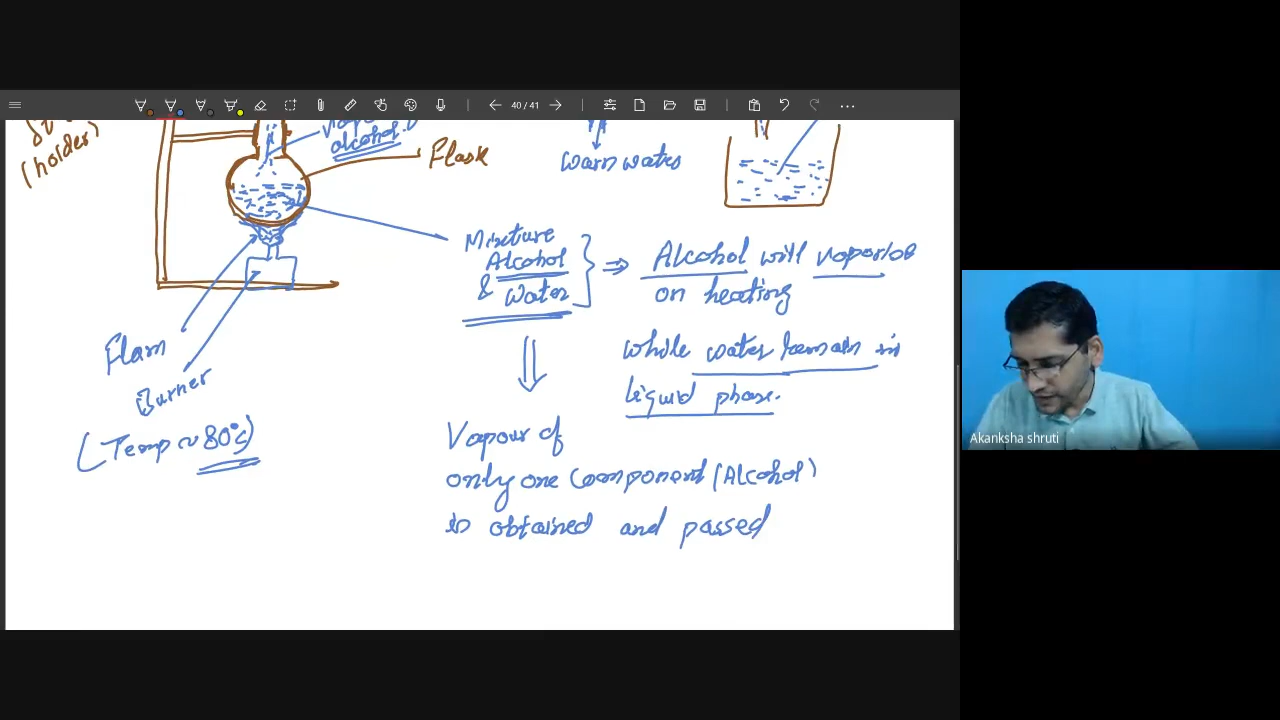 40 / 41
(holder)
alcohol.
Flask
warm water
Mixture
Alcohol
& Water
Alcohol will vaporise
on heating
while water remain in
liquid phase.
Flam
Burner
(Temp ~ 80°c)
Vapour of
only one component (Alcohol)
is obtained and passed
Akanksha shruti